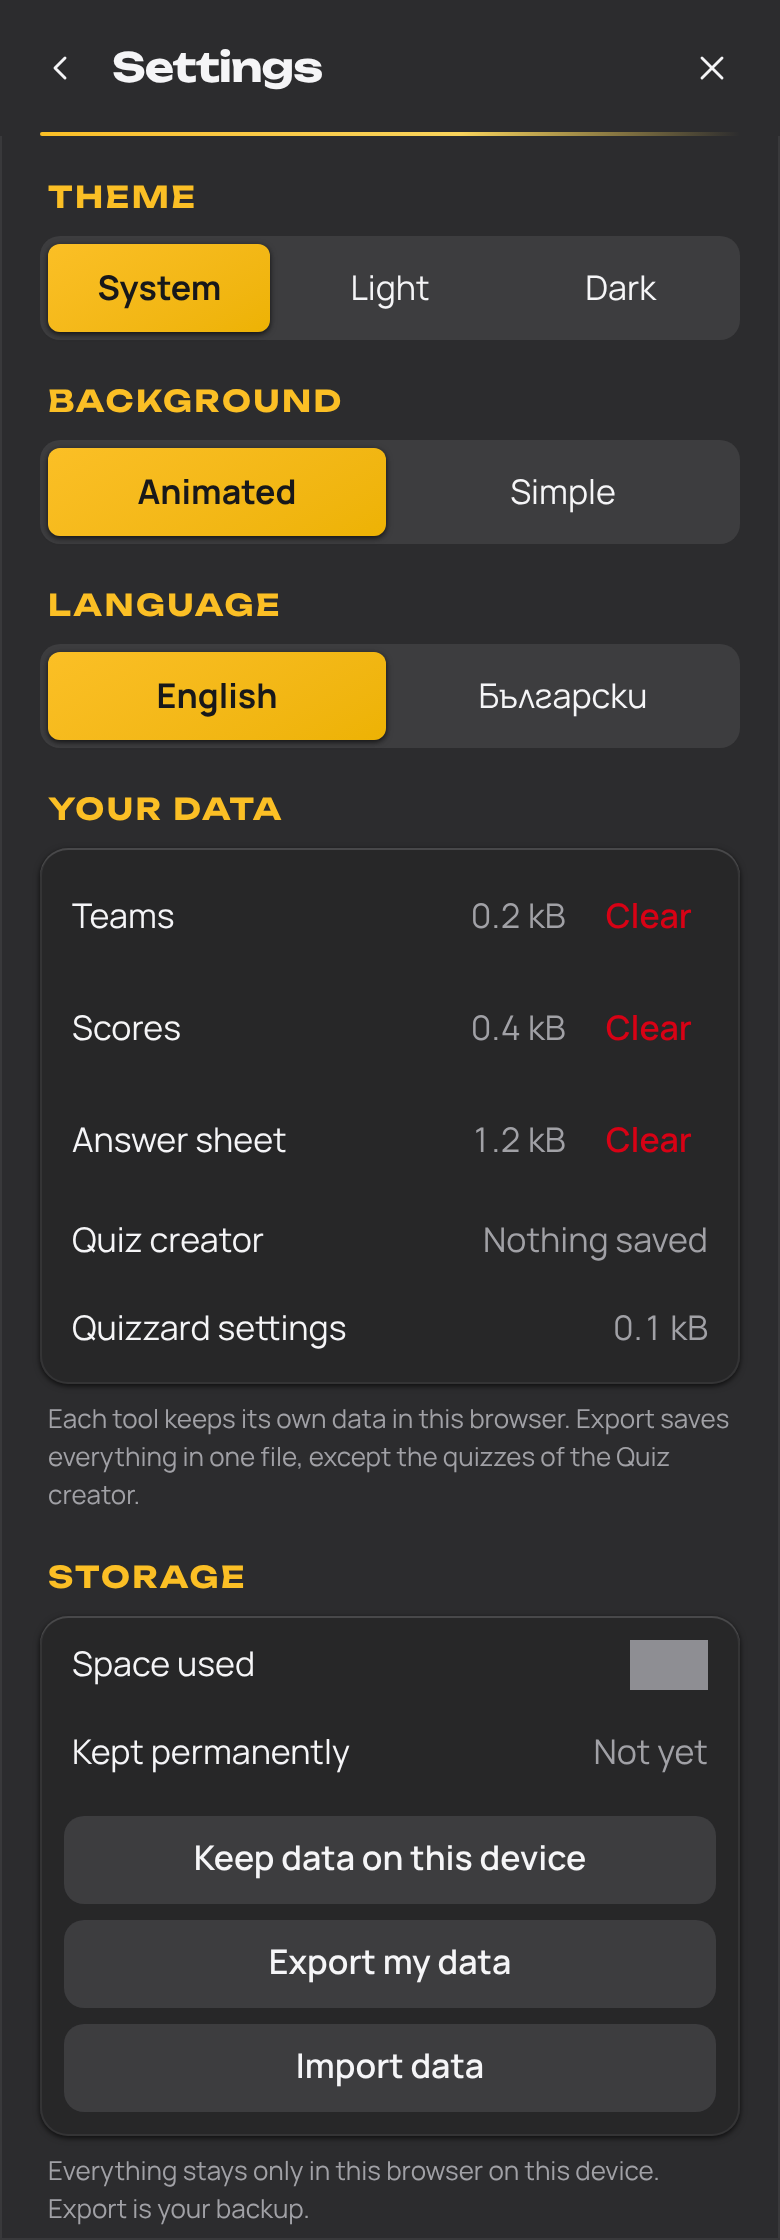 Settings
THEME
System Light Dark
BACKGROUND
Animated Simple
LANGUAGE
English Български
YOUR DATA
Teams 0.2 kB Clear
Scores 0.4 kB Clear
Answer sheet 1.2 kB Clear
Quiz creator Nothing saved
Quizzard settings 0.1 kB
Each tool keeps its own data in this browser. Export saves
everything in one file, except the quizzes of the Quiz
creator.
STORAGE
Space used
Kept permanently Not yet
Keep data on this device
Export my data
Import data
Everything stays only in this browser on this device.
Export is your backup.